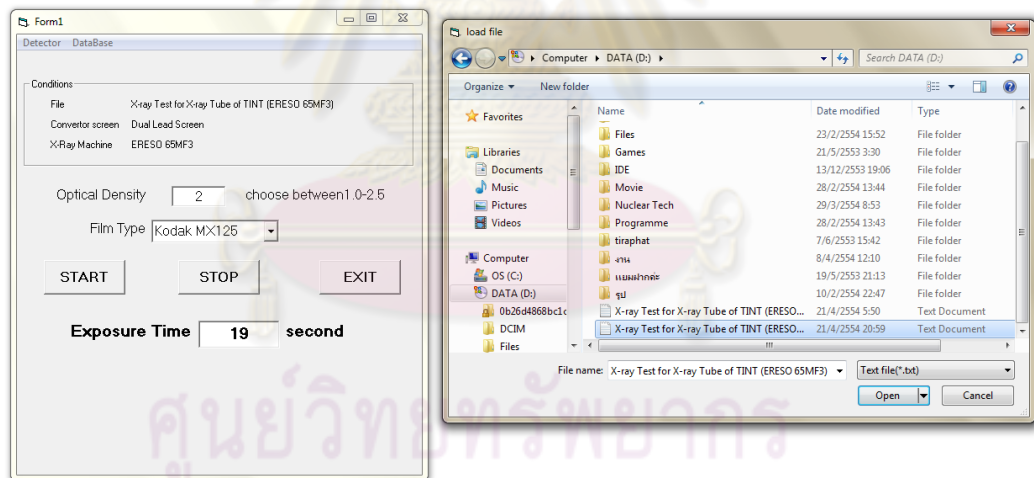 Form1
Detector DataBase
Conditions
File X-ray Test for X-ray Tube of TINT (ERESO 65MF3)
Convertor screen Dual Lead Screen
X-Ray Machine ERESO 65MF3
Optical Density 2 choose between1.0-2.5
Film Type Kodak MX125
START STOP EXIT
Exposure Time 19 second
load file
Computer DATA (D:) Search DATA (D:)
Organize New folder
Favorites
Libraries
Documents
Music
Pictures
Videos
Computer
OS (C:)
DATA (D:)
0b26d4868bc1c
DCIM
Files
Name Date modified Type
Files 23/2/2554 15:52 File folder
Games 21/5/2553 3:30 File folder
IDE 13/12/2553 19:06 File folder
Movie 28/2/2554 13:44 File folder
Nuclear Tech 29/3/2554 8:53 File folder
Programme 28/2/2554 13:43 File folder
tiraphat 7/6/2553 15:42 File folder
งาน 8/4/2554 12:10 File folder
แยมฝากค่ะ 19/5/2553 21:13 File folder
รูป 10/2/2554 22:47 File folder
X-ray Test for X-ray Tube of TINT (ERESO... 21/4/2554 5:50 Text Document
X-ray Test for X-ray Tube of TINT (ERESO... 21/4/2554 20:59 Text Document
File name: X-ray Test for X-ray Tube of TINT (ERESO 65MF3) Text file(*.txt)
Open Cancel
ศูนย์วิทยทรัพยากร